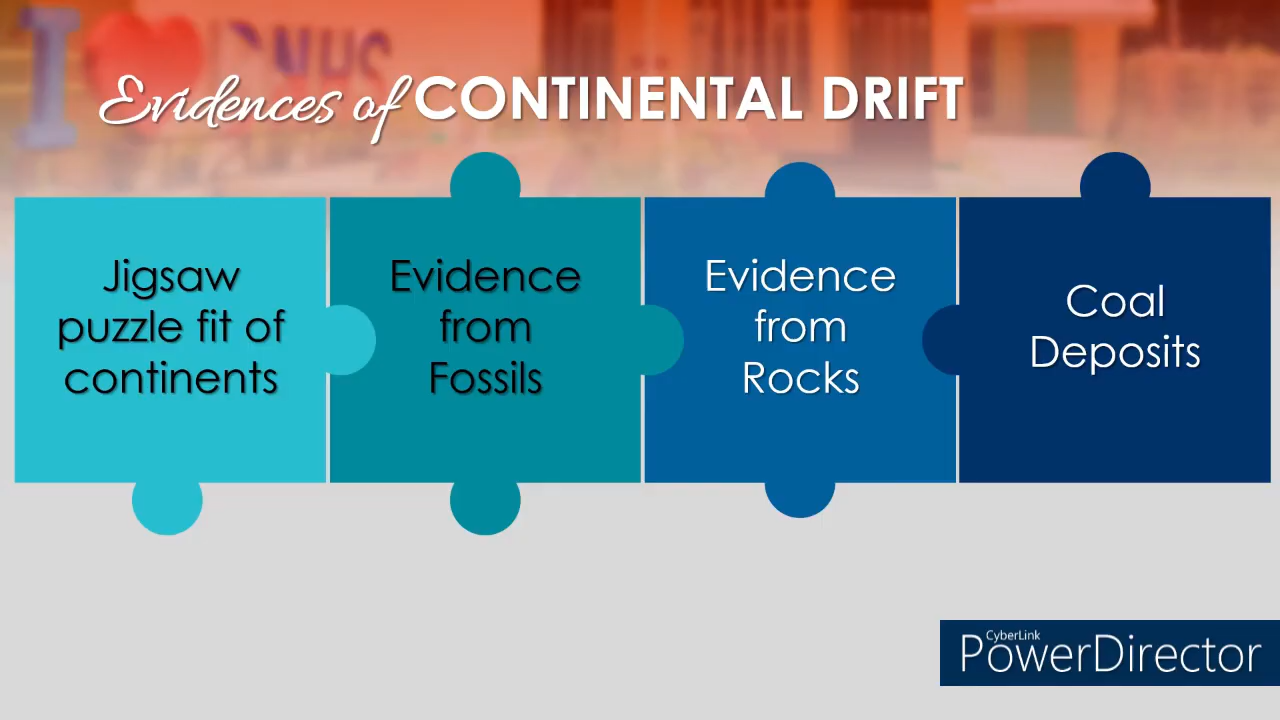 Evidences of CONTINENTAL DRIFT
Jigsaw
puzzle fit of
continents
Evidence
from
Fossils
Evidence
from
Rocks
Coal
Deposits
CyberLink
PowerDirector